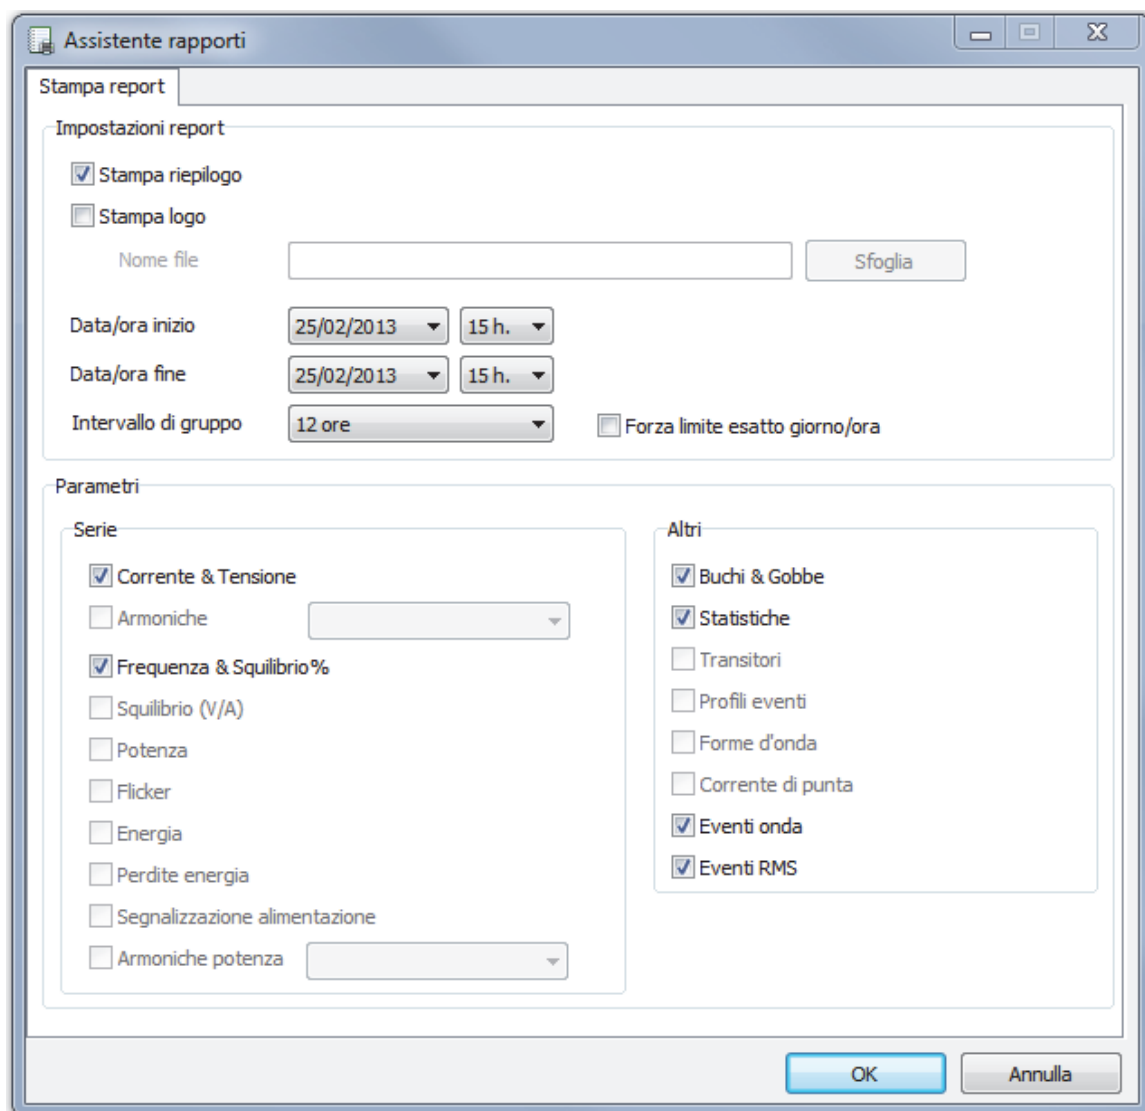 Assistente rapporti
Stampa report
Impostazioni report
Stampa riepilogo
Stampa logo
Nome file
Sfoglia
Data/ora inizio 25/02/2013 15 h.
Data/ora fine 25/02/2013 15 h.
Intervallo di gruppo 12 ore Forza limite esatto giorno/ora
Parametri
Serie
Corrente & Tensione
Armoniche
Frequenza & Squilibrio%
Squilibrio (V/A)
Potenza
Flicker
Energia
Perdite energia
Segnalizzazione alimentazione
Armoniche potenza
Altri
Buchi & Gobbe
Statistiche
Transitori
Profili eventi
Forme d'onda
Corrente di punta
Eventi onda
Eventi RMS
OK Annulla